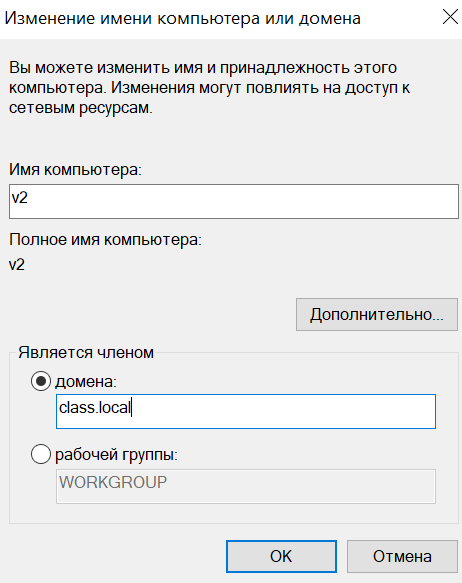 Изменение имени компьютера или домена
Вы можете изменить имя и принадлежность этого
компьютера. Изменения могут повлиять на доступ к
сетевым ресурсам.
Имя компьютера:
v2
Полное имя компьютера:
v2
Дополнительно...
Является членом
домена:
class.local
рабочей группы:
WORKGROUP
OK
Отмена